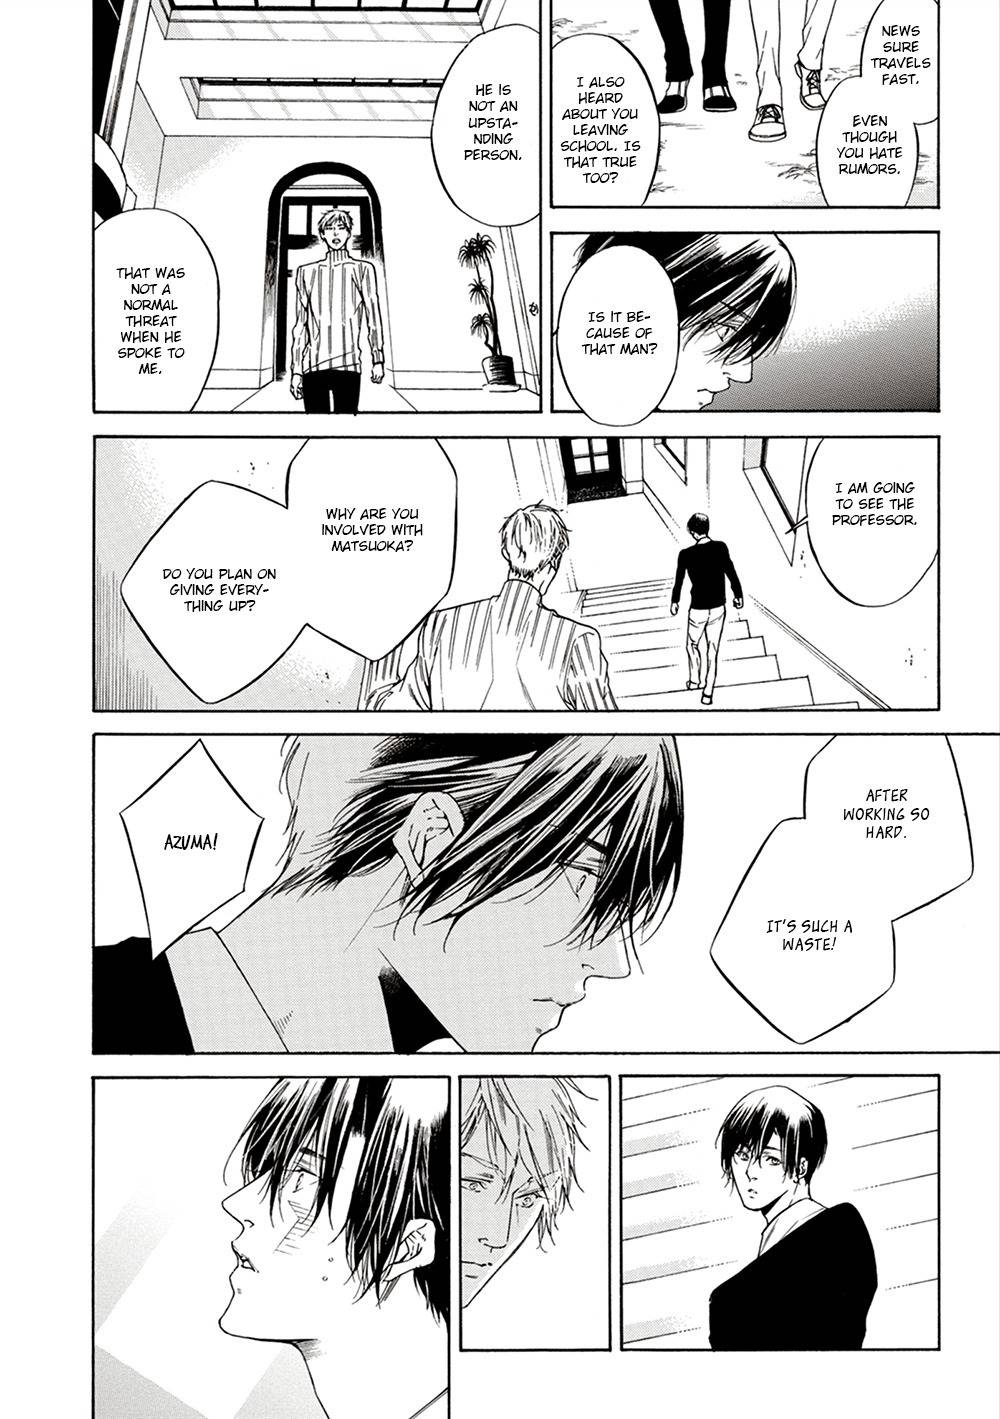 NEWS
SURE
TRAVELS
FAST.
EVEN
THOUGH
YOU HATE
RUMORS.
I ALSO
HEARD
ABOUT YOU
LEAVING
SCHOOL. IS
THAT TRUE
TOO?
IS IT BE-
CAUSE OF
THAT MAN?
HE IS
NOT AN
UPSTA-
NDING
PERSON.
THAT WAS
NOT A
NORMAL
THREAT
WHEN HE
SPOKE TO
ME.
I AM GOING
TO SEE THE
PROFESSOR.
WHY ARE YOU
INVOLVED WITH
MATSUOKA?
DO YOU PLAN ON
GIVING EVERY-
THING UP?
AFTER
WORKING SO
HARD.
IT'S SUCH A
WASTE!
AZUMA!